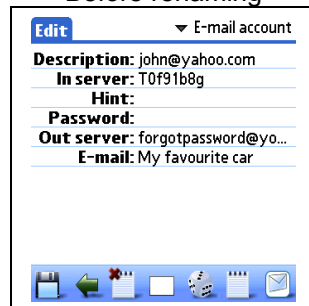 Before renaming
Edit ▼ E-mail account
Description: john@yahoo.com
In server: T0f91b8g
Hint:
Password:
Out server: forgotpassword@yo...
E-mail: My favourite car